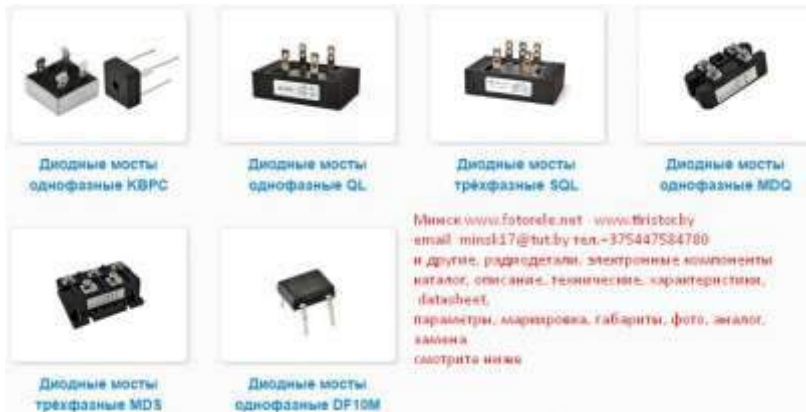 Диодные мосты
однофазные KBPC
Диодные мосты
однофазные QL
Диодные мосты
трёхфазные SQL
Диодные мосты
однофазные MDQ
Минск www.fotorele.net www.tiristor.by
email minsk17@tut.by тел.+375447584780
и другие, радиодетали, электронные компоненты
каталог, описание, технические, характеристики,
datasheet,
параметры, маркировка, габариты, фото, аналог,
замена
смотрите ниже
Диодные мосты
трехфазные MDS
Диодные мосты
однофазные DF10M